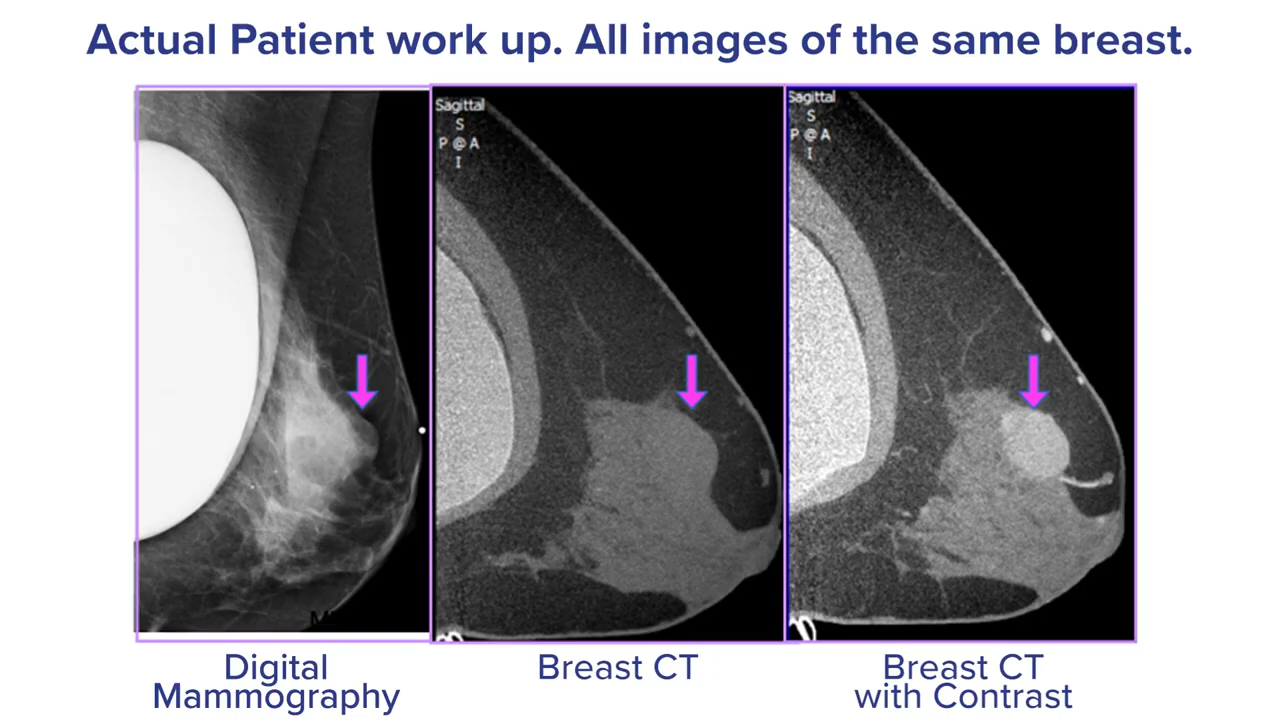 Actual Patient work up. All images of the same breast.
Sagittal
S
P @ A
I
Sagittal
S
P @ A
I
Digital
Mammography
Breast CT
Breast CT
with Contrast